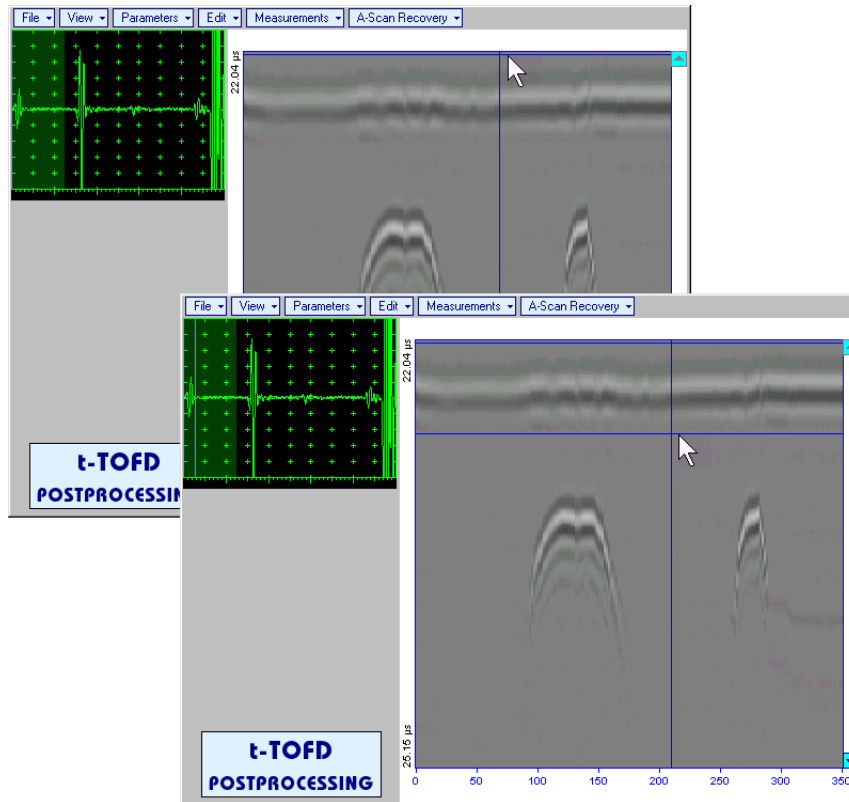 File View Parameters Edit Measurements A-Scan Recovery
22.04 µs
t-TOFD
File View Parameters Edit Measurements A-Scan Recovery
22.04 µs
25.15 µs
0 50 100 150 200 250 300 350
t-TOFD
POSTPROCESSING